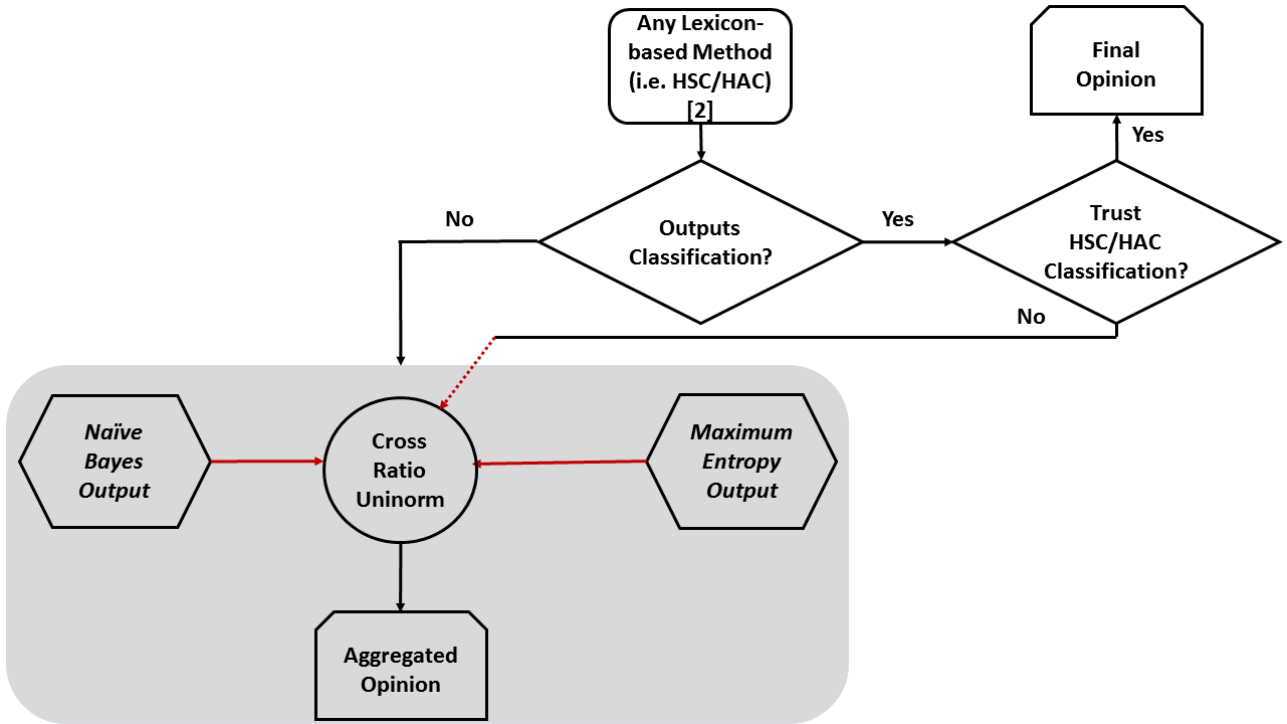 Any Lexicon-
based Method
(i.e. HSC/HAC)
[2]
Final
Opinion
Yes
No
Outputs
Classification?
Yes
Trust
HSC/HAC
Classification?
No
Naïve
Bayes
Output
Cross
Ratio
Uninorm
Maximum
Entropy
Output
Aggregated
Opinion